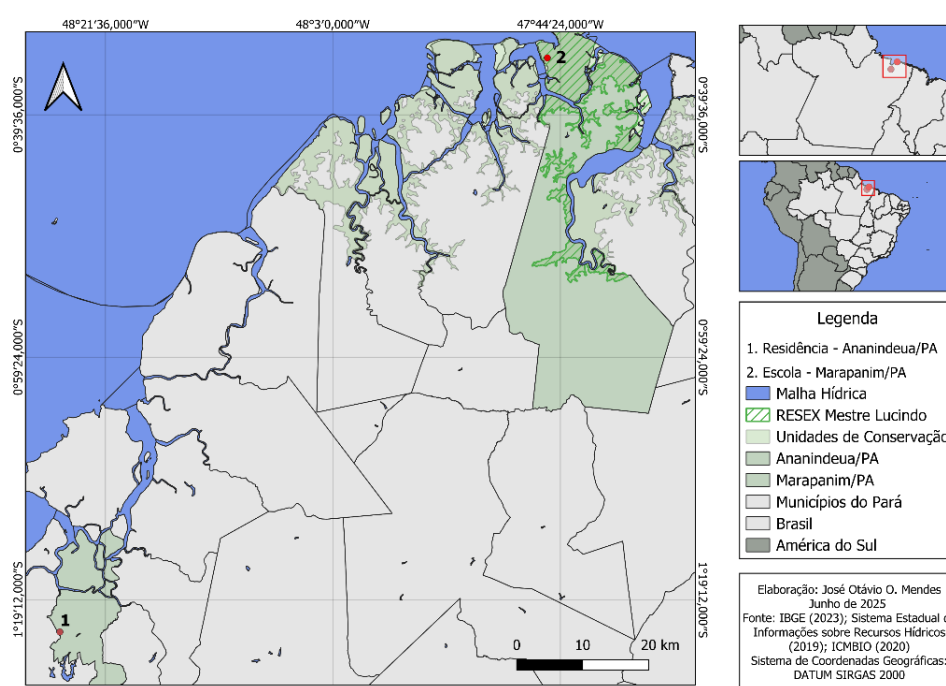 48°21'36,000"W 48°3'0,000"W 47°44'24,000"W
0°39'36,000"S
0°59'24,000"S
1°19'12,000"S
2
1
0°39'36,000"S
0°59'24,000"S
1°19'12,000"S
0 10 20 km
Legenda
1. Residência - Ananindeua/PA
2. Escola - Marapanim/PA
Malha Hídrica
RESEX Mestre Lucindo
Unidades de Conservação
Ananindeua/PA
Marapanim/PA
Municípios do Pará
Brasil
América do Sul
Elaboração: José Otávio O. Mendes
Junho de 2025
Fonte: IBGE (2023); Sistema Estadual
Informações sobre Recursos Hídricos
(2019); ICMBIO (2020)
Sistema de Coordenadas Geográficas:
DATUM SIRGAS 2000